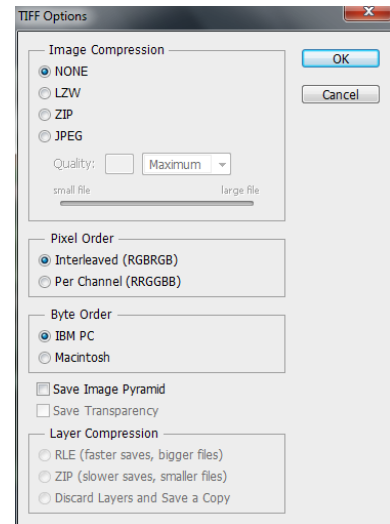 TIFF Options
Image Compression
NONE
LZW
ZIP
JPEG
Quality:
Maximum
small file
large file
OK
Cancel
Pixel Order
Interleaved (RGBRGB)
Per Channel (RRGGBB)
Byte Order
IBM PC
Macintosh
Save Image Pyramid
Save Transparency
Layer Compression
RLE (faster saves, bigger files)
ZIP (slower saves, smaller files)
Discard Layers and Save a Copy